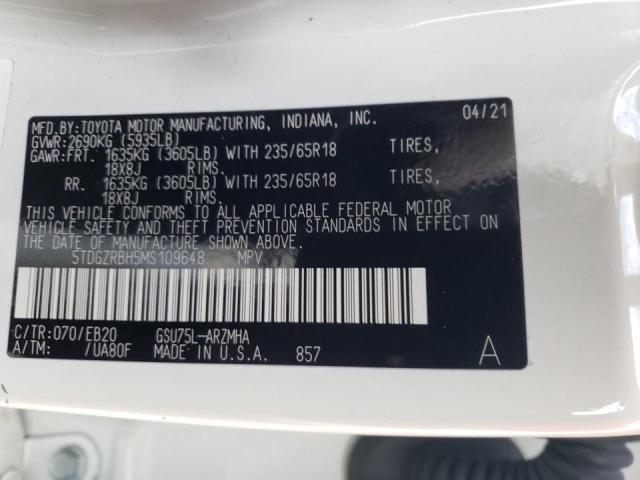 MFD.BY:TOYOTA MOTOR MANUFACTURING, INDIANA, INC. 04/21
GVWR:2690KG (5935LB)
GAWR:FRT. 1635KG (3605LB) WITH 235/65R18 TIRES,
18X8J RIMS.
RR. 1635KG (3605LB) WITH 235/65R18 TIRES,
18X8J RIMS.
THIS VEHICLE CONFORMS TO ALL APPLICABLE FEDERAL MOTOR
VEHICLE SAFETY AND THEFT PREVENTION STANDARDS IN EFFECT ON
THE DATE OF MANUFACTURE SHOWN ABOVE.
5TDGZRBH5MS109648 MPV
C/TR:070/EB20 GSU75L-ARZMHA
A/TM: /UA80F MADE IN U.S.A. 857 A